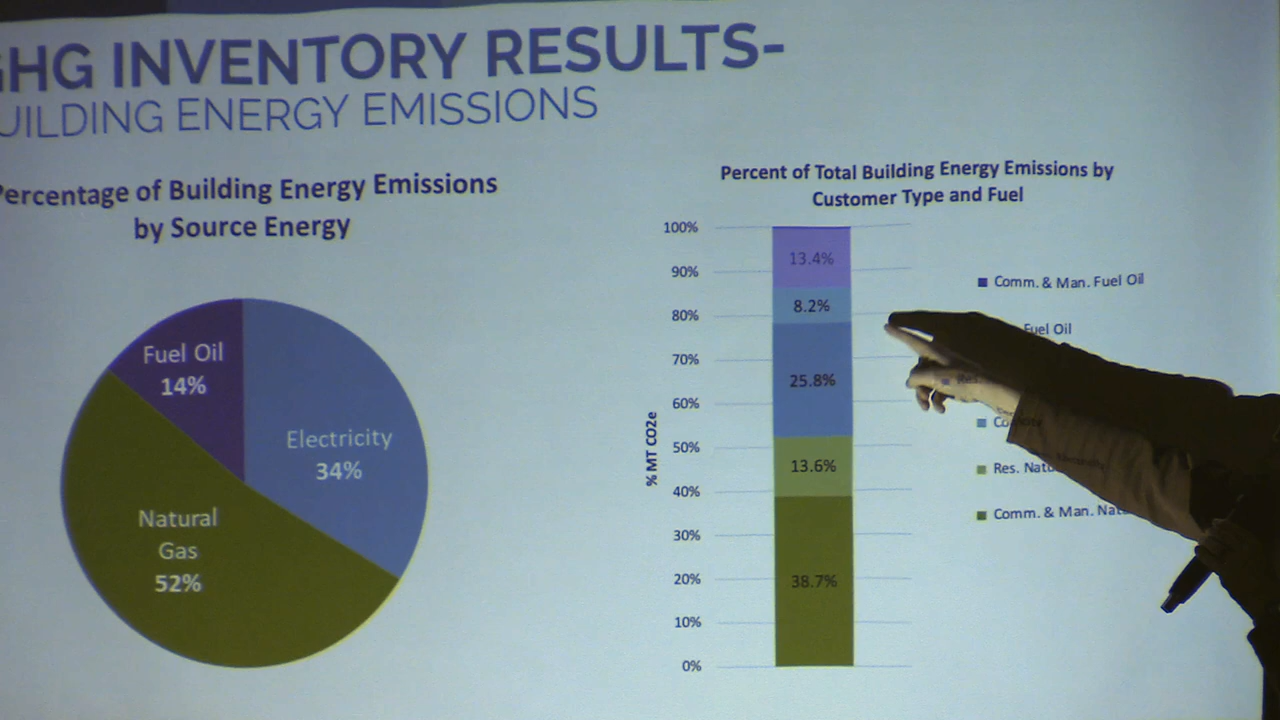 GHG INVENTORY RESULTS-
UILDING ENERGY EMISSIONS
Percentage of Building Energy Emissions
by Source Energy
Fuel Oil
14%
Electricity
34%
Natural
Gas
52%
Percent of Total Building Energy Emissions by
Customer Type and Fuel
% MT CO2e
100%
90%
80%
70%
60%
50%
40%
30%
20%
10%
0%
13.4%
8.2%
25.8%
13.6%
38.7%
Comm. & Man. Fuel Oil
Fuel Oil
Res.
Res. Nat
Comm. & Man. Nat